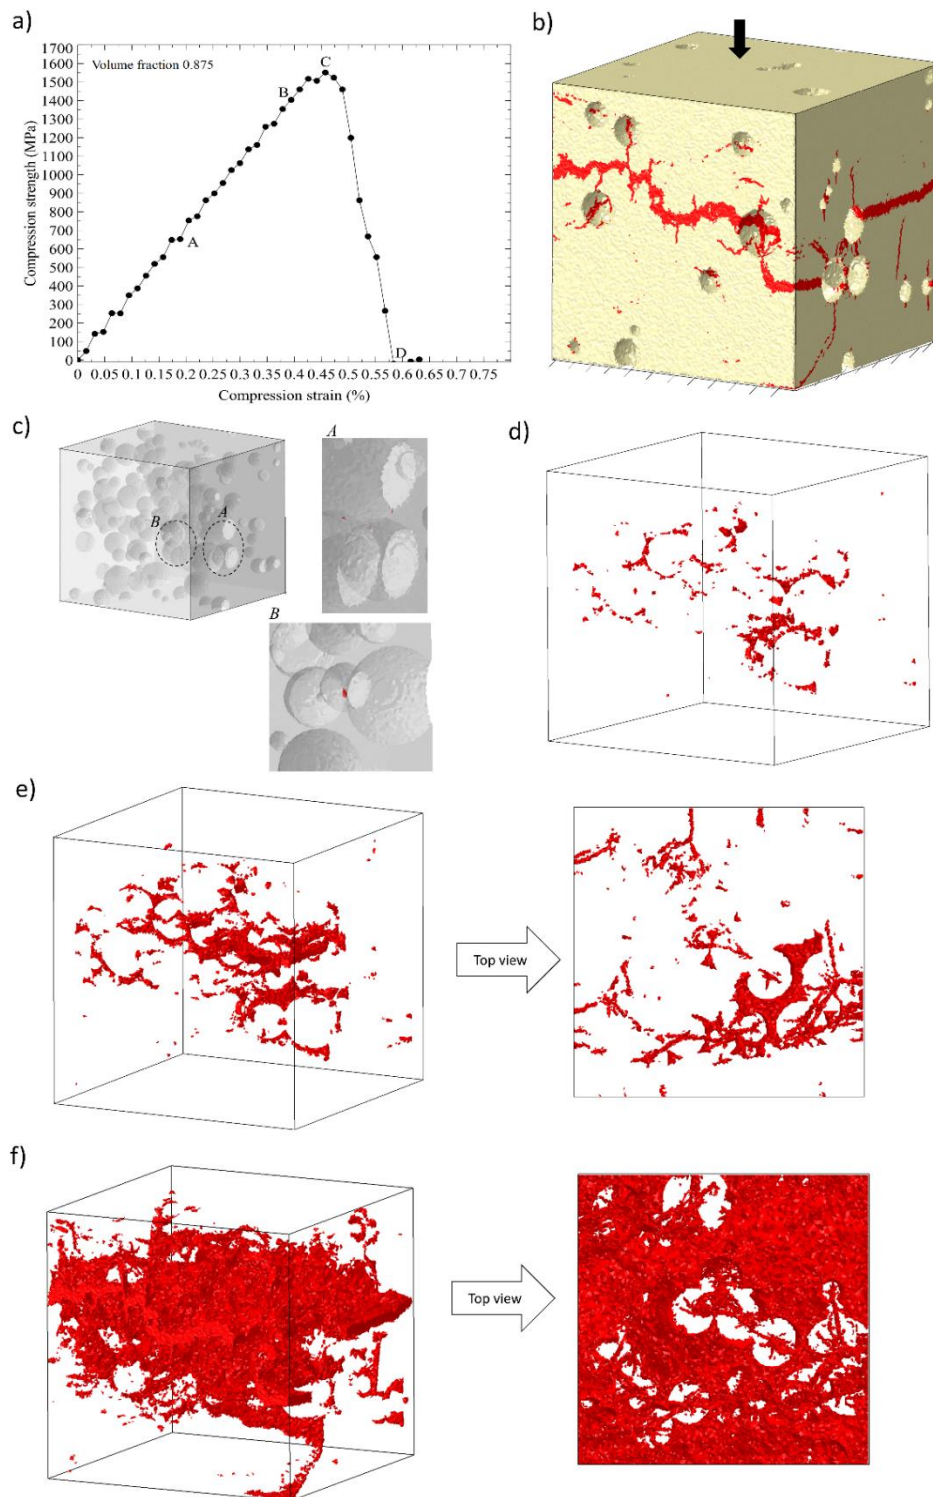 a)
Compression strength (MPa)
1700
1600
1500
1400
1300
1200
1100
1000
900
800
700
600
500
400
300
200
100
0
Volume fraction 0.875
A
B
C
D
0 0.05 0.1 0.15 0.2 0.25 0.3 0.35 0.4 0.45 0.5 0.55 0.6 0.65 0.7 0.75
Compression strain (%)
b)
c)
B
A
A
B
d)
e)
Top view
f)
Top view